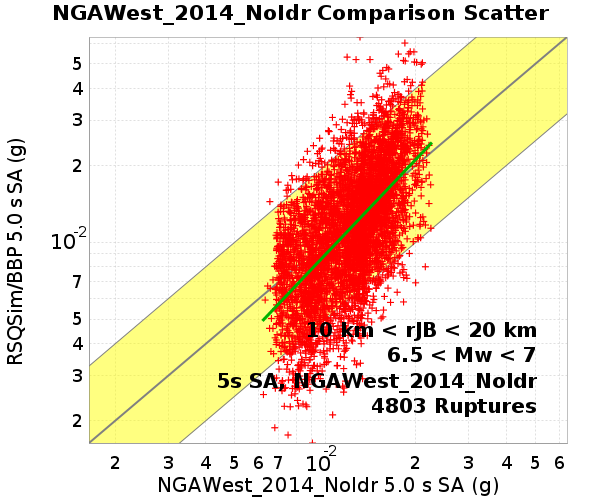 NGAWest_2014_NoIdr Comparison Scatter
RSQSim/BBP 5.0 s SA (g)
5
4
3
2
10-2
7
5
4
3
2
10 km < rJB < 20 km
6.5 < Mw < 7
5s SA, NGAWest_2014_NoIdr
4803 Ruptures
2 3 4 5 6 7 10-2 2 3 4 5 6
NGAWest_2014_NoIdr 5.0 s SA (g)